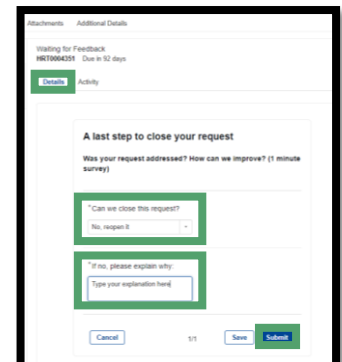 Attachments Additional Details
Waiting for Feedback
HRT0004351 Due in 92 days
Details Activity
A last step to close your request
Was your request addressed? How can we improve? (1 minute
survey)
*Can we close this request?
No, reopen it
*If no, please explain why:
Type your explanation here
Cancel 1/1 Save Submit